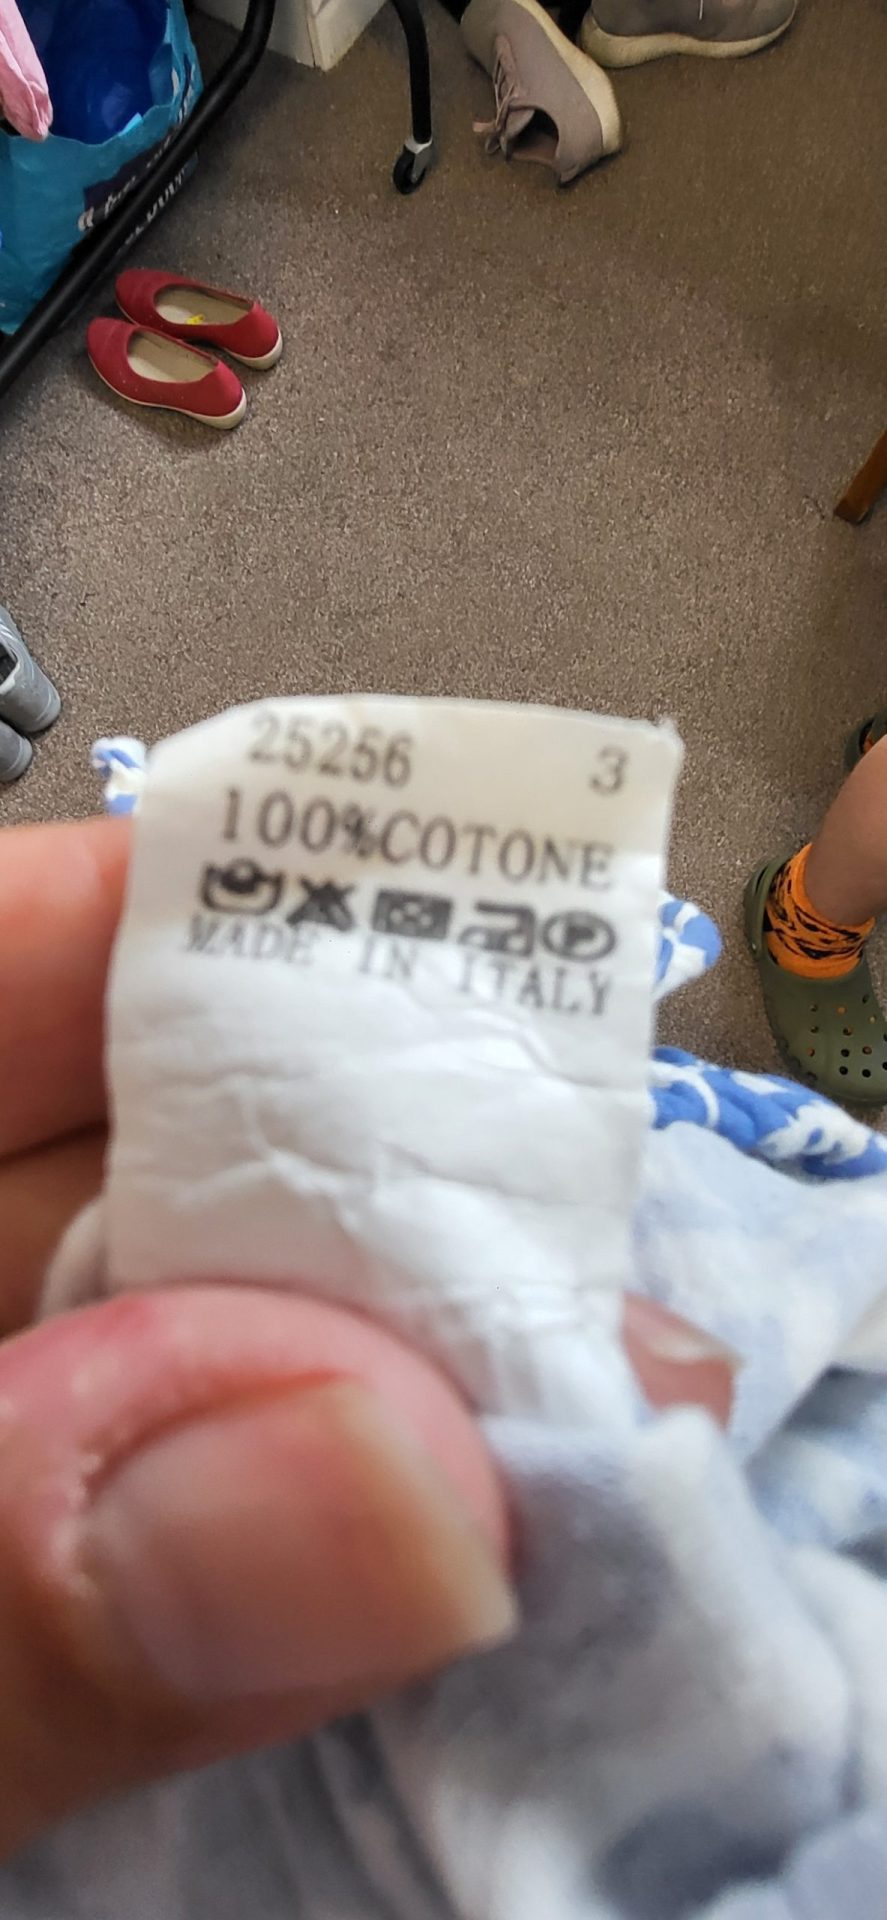 25256 3
100%COTONE
P
MADE IN ITALY